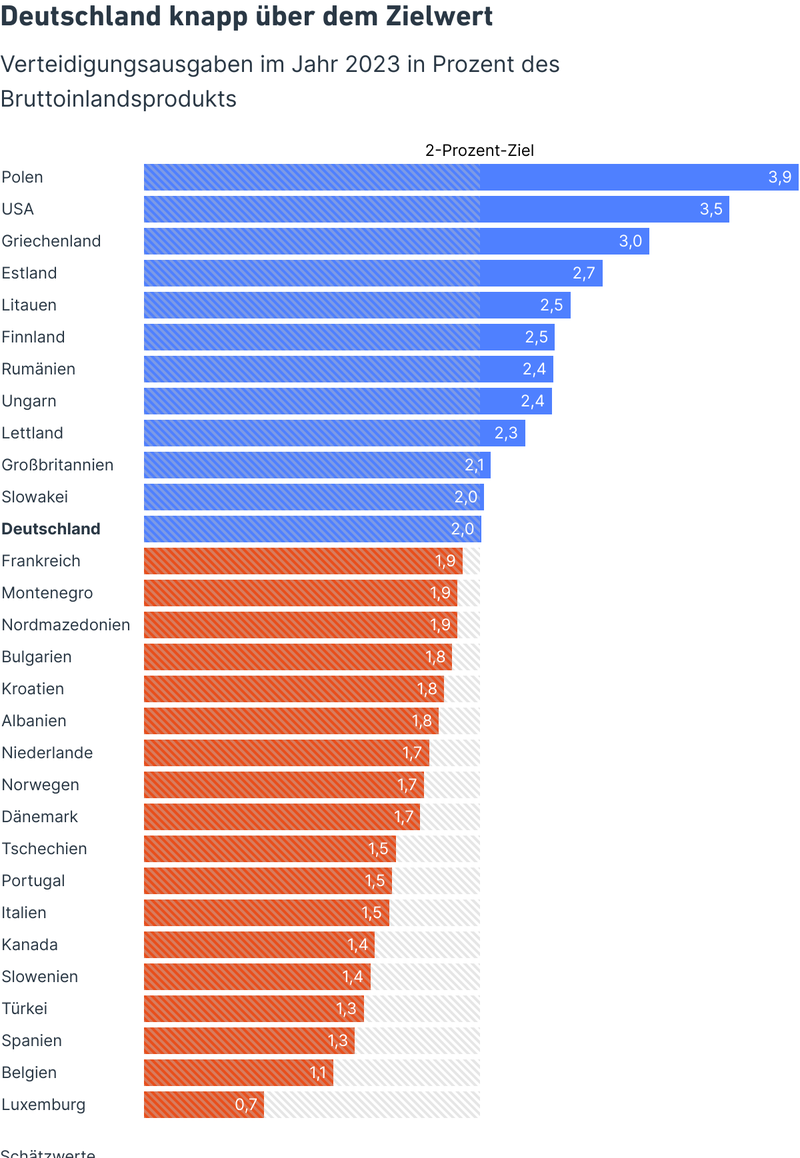 Deutschland knapp über dem Zielwert
Verteidigungsausgaben im Jahr 2023 in Prozent des
Bruttoinlandsprodukts
2-Prozent-Ziel
Polen 3,9
USA 3,5
Griechenland 3,0
Estland 2,7
Litauen 2,5
Finnland 2,5
Rumänien 2,4
Ungarn 2,4
Lettland 2,3
Großbritannien 2,1
Slowakei 2,0
Deutschland 2,0
Frankreich 1,9
Montenegro 1,9
Nordmazedonien 1,9
Bulgarien 1,8
Kroatien 1,8
Albanien 1,8
Niederlande 1,7
Norwegen 1,7
Dänemark 1,7
Tschechien 1,5
Portugal 1,5
Italien 1,5
Kanada 1,4
Slowenien 1,4
Türkei 1,3
Spanien 1,3
Belgien 1,1
Luxemburg 0,7
Schätzwerte